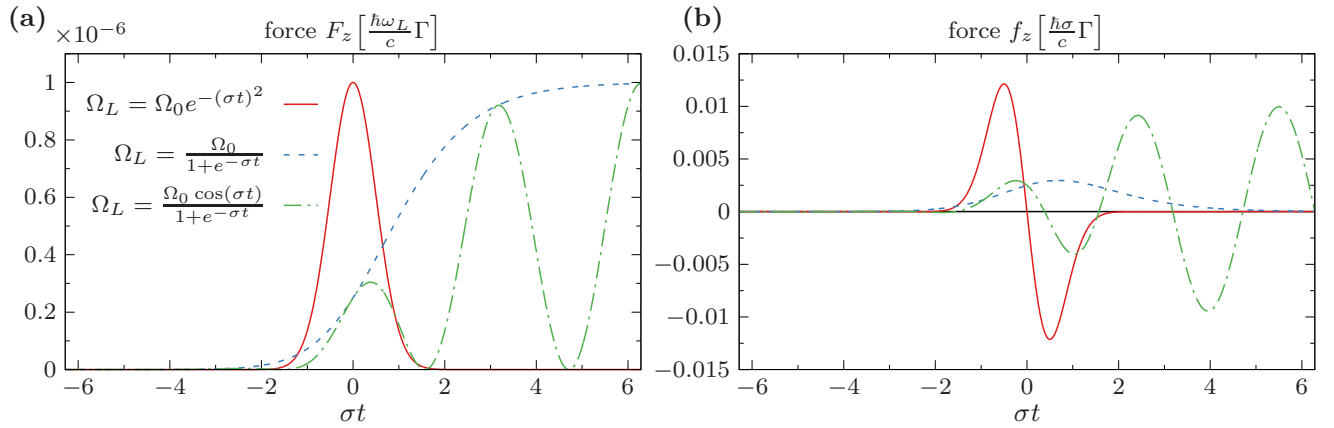 (a)
×10⁻⁶ force F_z [ħω_L/c Γ]
1
0.8
0.6
0.4
0.2
0
Ω_L = Ω₀e^{−(σt)²}
Ω_L = Ω₀/(1+e^{−σt})
Ω_L = Ω₀ cos(σt)/(1+e^{−σt})
−6 −4 −2 0 2 4 6
σt
(b)
force f_z [ħσ/c Γ]
0.015
0.01
0.005
0
−0.005
−0.01
−0.015
−6 −4 −2 0 2 4 6
σt